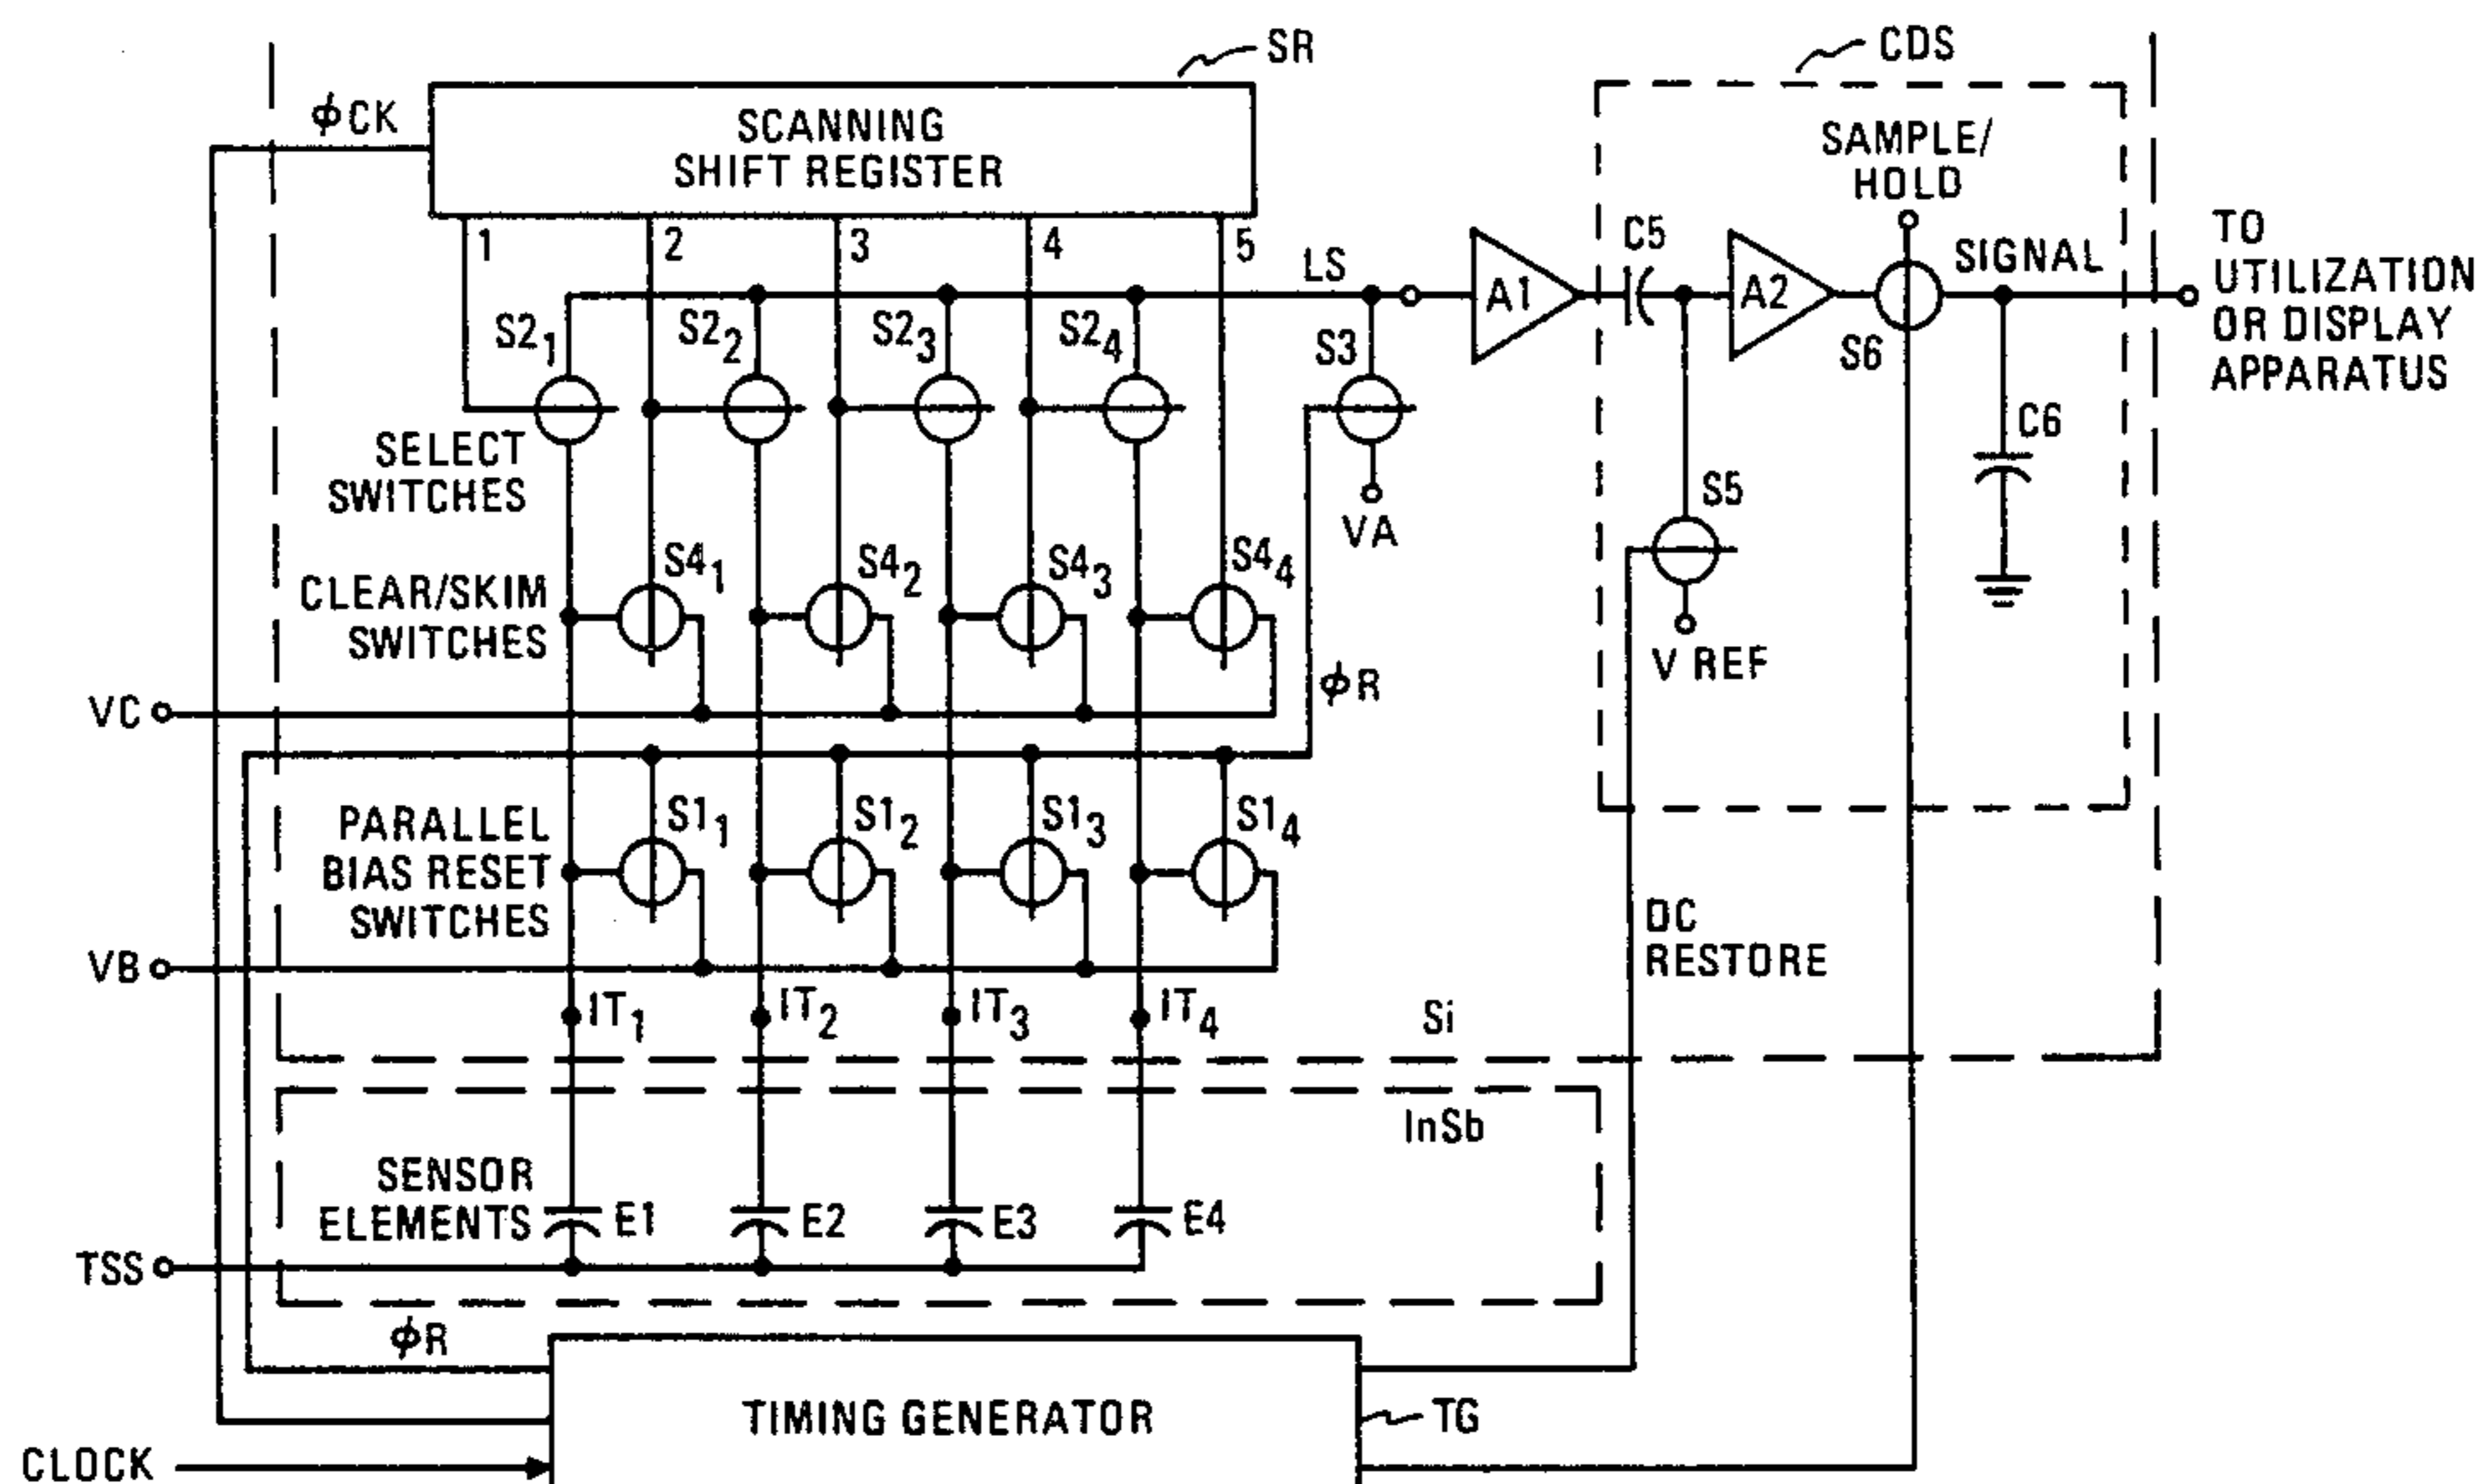 SR
CDS
ϕCK
SCANNING
SHIFT REGISTER
SAMPLE/
HOLD
1
2
3
4
5
LS
A1
C5
A2
SIGNAL
S6
TO
UTILIZATION
OR DISPLAY
APPARATUS
S2₁
S2₂
S2₃
S2₄
S3
VA
C6
SELECT
SWITCHES
S5
V REF
S4₁
S4₂
S4₃
S4₄
CLEAR/SKIM
SWITCHES
ϕR
VC
PARALLEL
BIAS RESET
SWITCHES
S1₁
S1₂
S1₃
S1₄
DC
RESTORE
VB
IT₁
IT₂
IT₃
IT₄
Si
InSb
SENSOR
ELEMENTS
E1
E2
E3
E4
TSS
ϕR
TIMING GENERATOR
TG
CLOCK